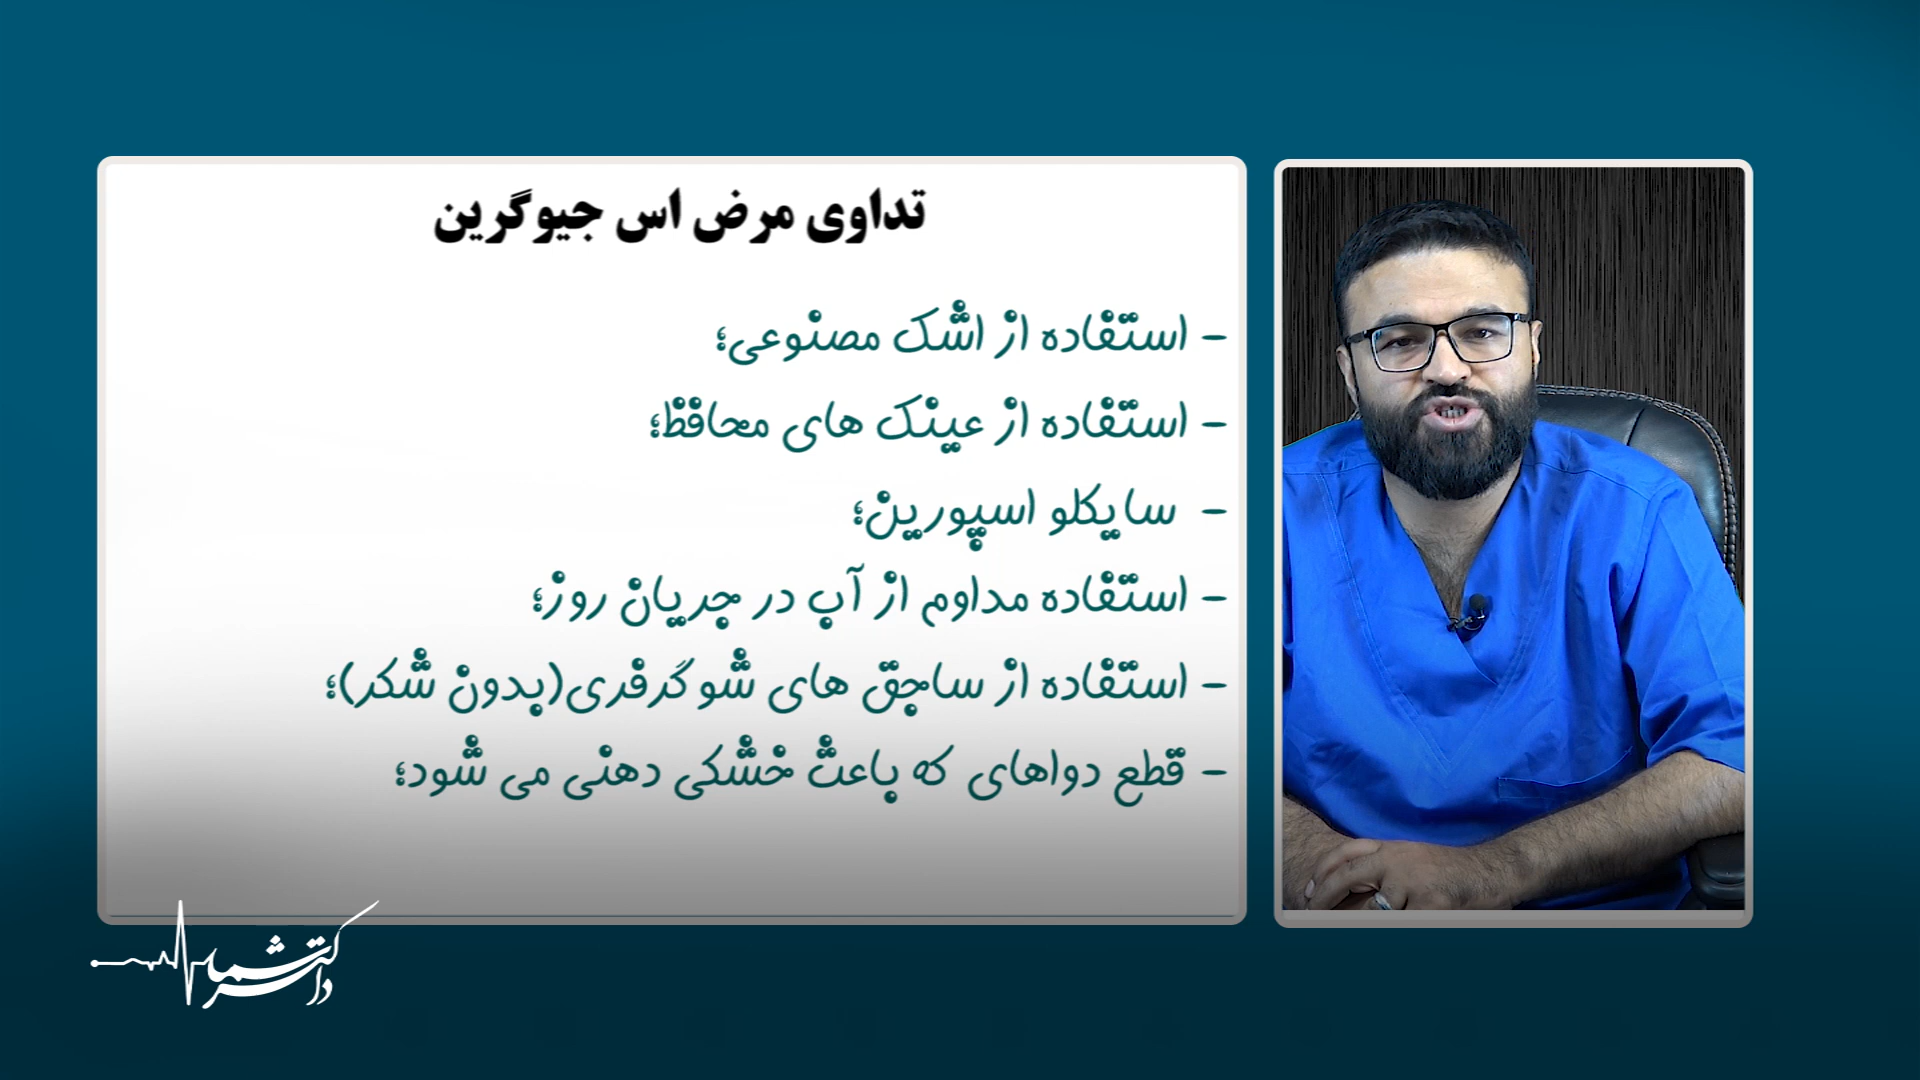 تداوی مرض اس جیوگرین
- استفاده از اشک مصنوعی؛
- استفاده از عینک های محافظ؛
- سایکلو اسپورین؛
- استفاده مداوم از آب در جریان روز؛
- استفاده از ساجق های شوگرفری(بدون شکر)؛
- قطع دواهای که باعث خشکی دهنی می شود؛
داکتر شما